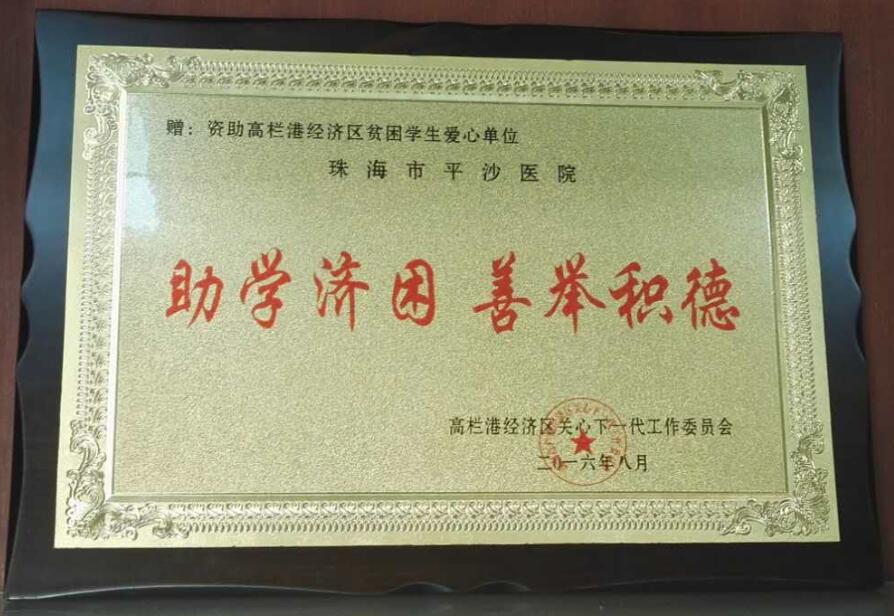 赠：资助高栏港经济区贫困学生爱心单位
珠海市平沙医院
助学济困 善举积德
高栏港经济区关心下一代工作委员会
二〇一六年八月